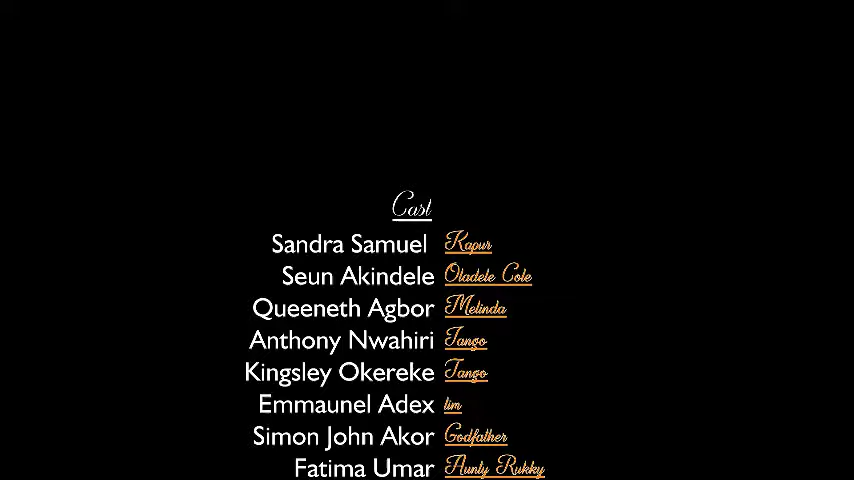 Cast
Sandra Samuel Kapur
Seun Akindele Oladele Cole
Queeneth Agbor Melinda
Anthony Nwahiri Tango
Kingsley Okereke Tango
Emmaunel Adex tim
Simon John Akor Godfather
Fatima Umar Aunty Rukky